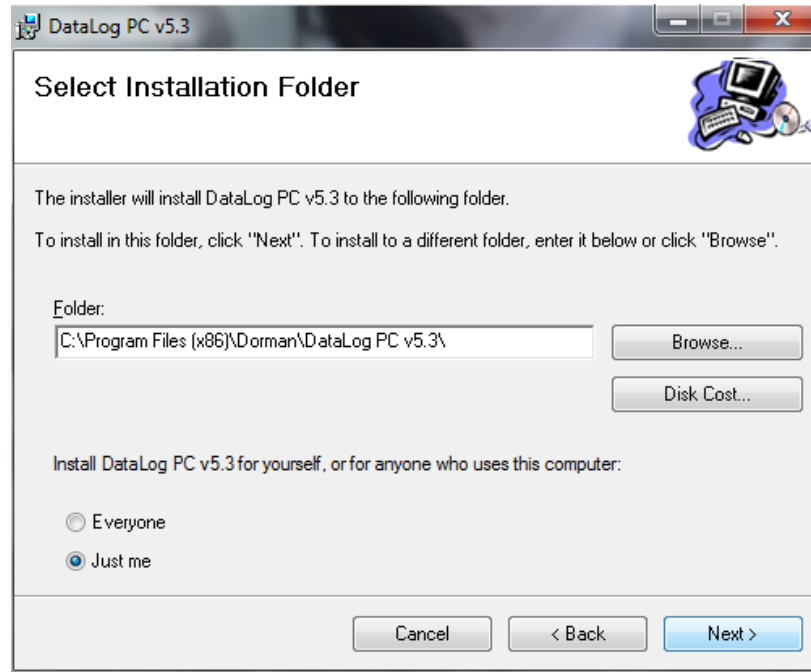 DataLog PC v5.3
Select Installation Folder
The installer will install DataLog PC v5.3 to the following folder.
To install in this folder, click "Next". To install to a different folder, enter it below or click "Browse".
Folder:
C:\Program Files (x86)\Dorman\DataLog PC v5.3\
Browse...
Disk Cost...
Install DataLog PC v5.3 for yourself, or for anyone who uses this computer:
Everyone
Just me
Cancel
< Back
Next >